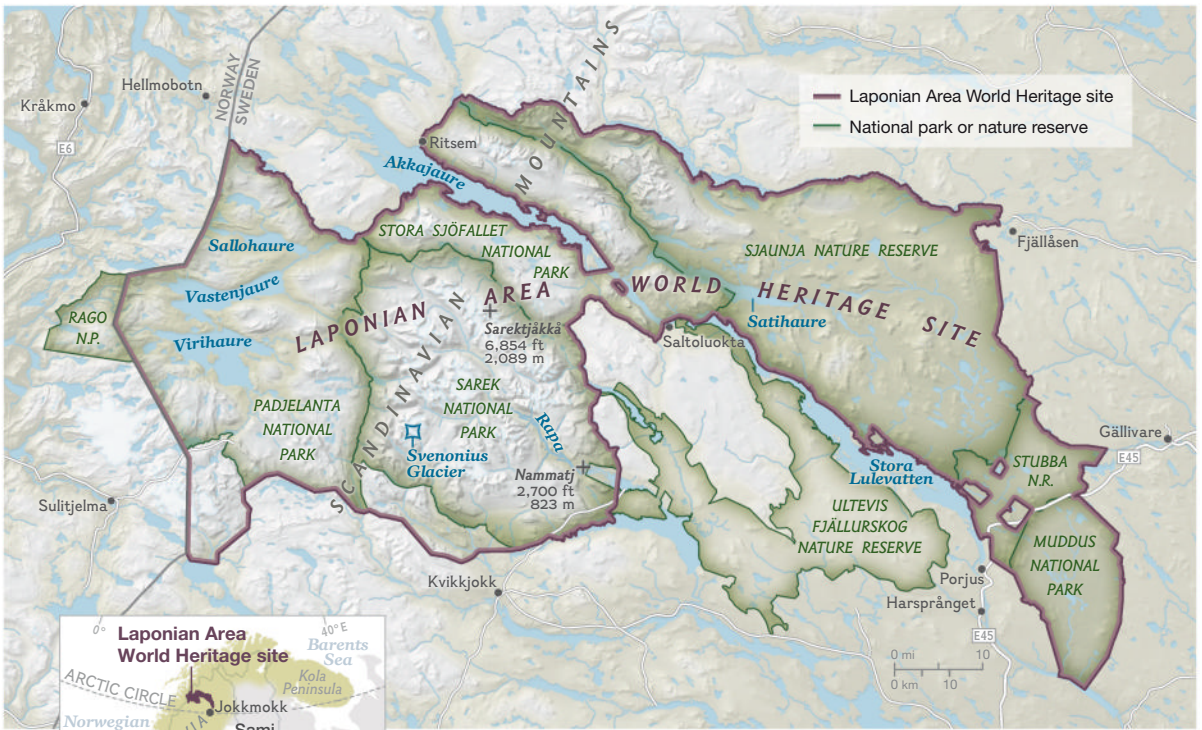 NORWAY
SWEDEN
Hellmobotn
Kråkmo
E6
MOUNTAINS
Laponian Area World Heritage site
National park or nature reserve
Ritsem
Akkajaure
STORA SJÖFALLET
NATIONAL
PARK
Sallohaure
Vastenjaure
Virihaure
RAGO
N.P.
SJAUNJA NATURE RESERVE
Fjällåsen
LAPONIAN AREA WORLD HERITAGE SITE
Satihaure
Saltoluokta
Sarektjåkkå
6,854 ft
2,089 m
SCANDINAVIAN
SAREK
NATIONAL
PARK
PADJELANTA
NATIONAL
PARK
Rapa
Svenonius
Glacier
Nammatj
2,700 ft
823 m
Stora
Lulevatten
Gällivare
E45
STUBBA
N.R.
Sulitjelma
ULTEVIS
FJÄLLURSKOG
NATURE RESERVE
MUDDUS
NATIONAL
PARK
Kvikkjokk
Porjus
Harsprånget
E45
0 mi 10
0 km 10
0° 40° E
Laponian Area
World Heritage site
Barents
Sea
Kola
Peninsula
ARCTIC CIRCLE
Jokkmokk
Norwegian
Sami